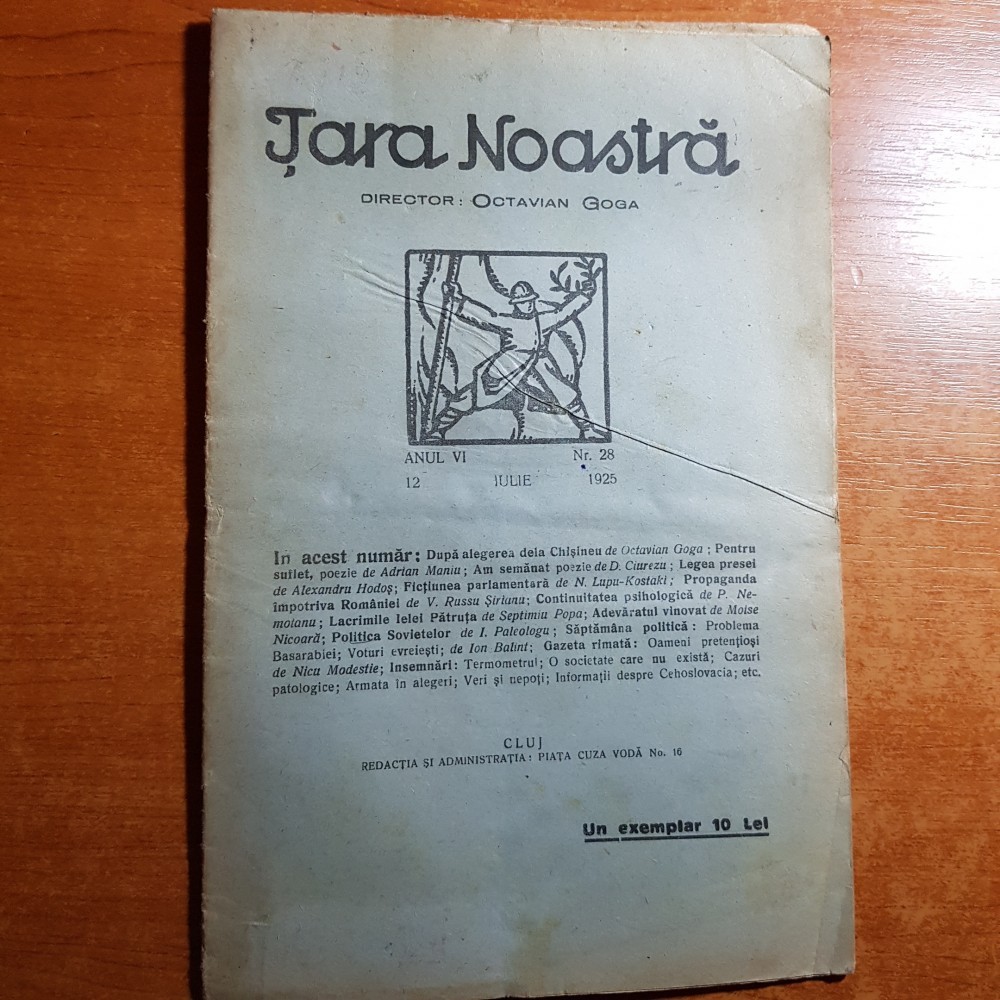 Țara Noastră
DIRECTOR: OCTAVIAN GOGA
ANUL VI Nr. 28
12 IULIE 1925
In acest număr: După alegerea dela Chișineu de Octavian Goga; Pentru
suflet, poezie de Adrian Maniu; Am semănat poezie de D. Ciurezu; Legea presei
de Alexandru Hodoș; Ficțiunea parlamentară de N. Lupu-Kostaki; Propaganda
împotriva României de V. Russu Șirianu; Continuitatea psihologică de P. Ne-
moianu; Lacrimile lelei Pătruța de Septimiu Popa; Adevăratul vinovat de Moise
Nicoară; Politica Sovietelor de I. Paleologu; Săptămâna politică: Problema
Basarabiei; Voturi evreiești; de Ion Balint; Gazeta rimată: Oameni pretențioși
de Nicu Modestie; Insemnări: Termometrul; O societate care nu există; Cazuri
patologice; Armata în alegeri; Veri și nepoți; Informații despre Cehoslovacia; etc.
CLUJ
REDACȚIA ȘI ADMINISTRAȚIA: PIAȚA CUZA VODĂ No. 16
Un exemplar 10 Lei